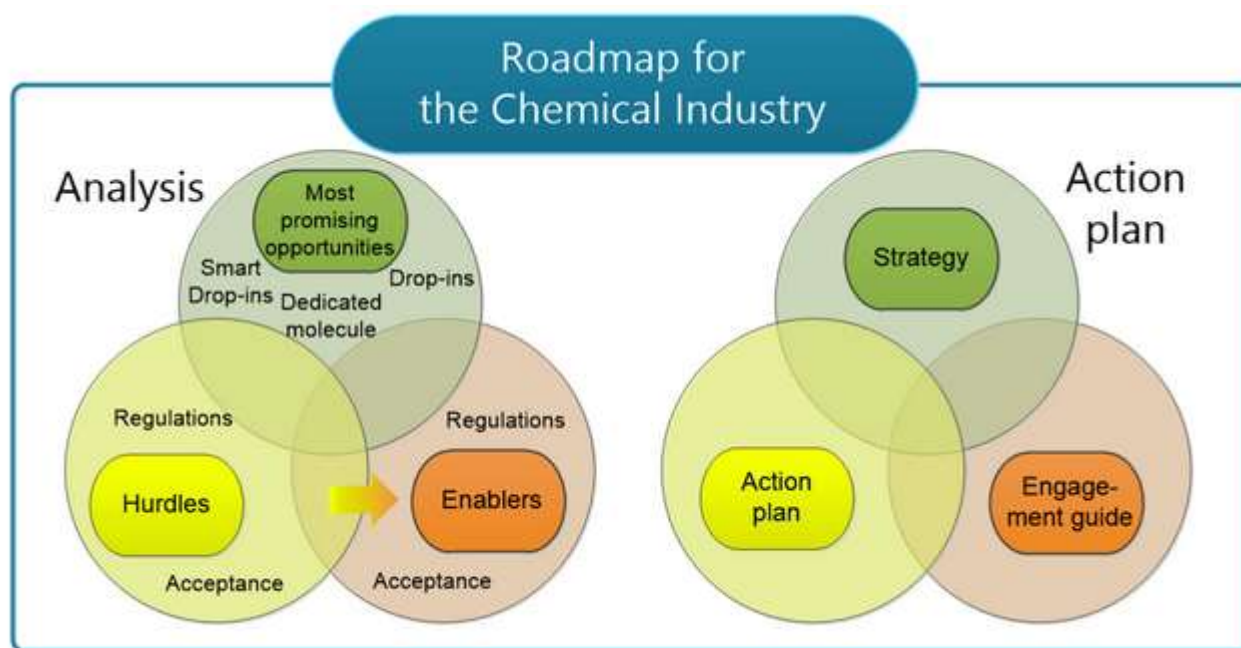 Roadmap for
the Chemical Industry
Analysis
Most
promising
opportunities
Smart
Drop-ins
Drop-ins
Dedicated
molecule
Regulations
Hurdles
Acceptance
Regulations
Enablers
Acceptance
Action
plan
Strategy
Action
plan
Engage-
ment guide